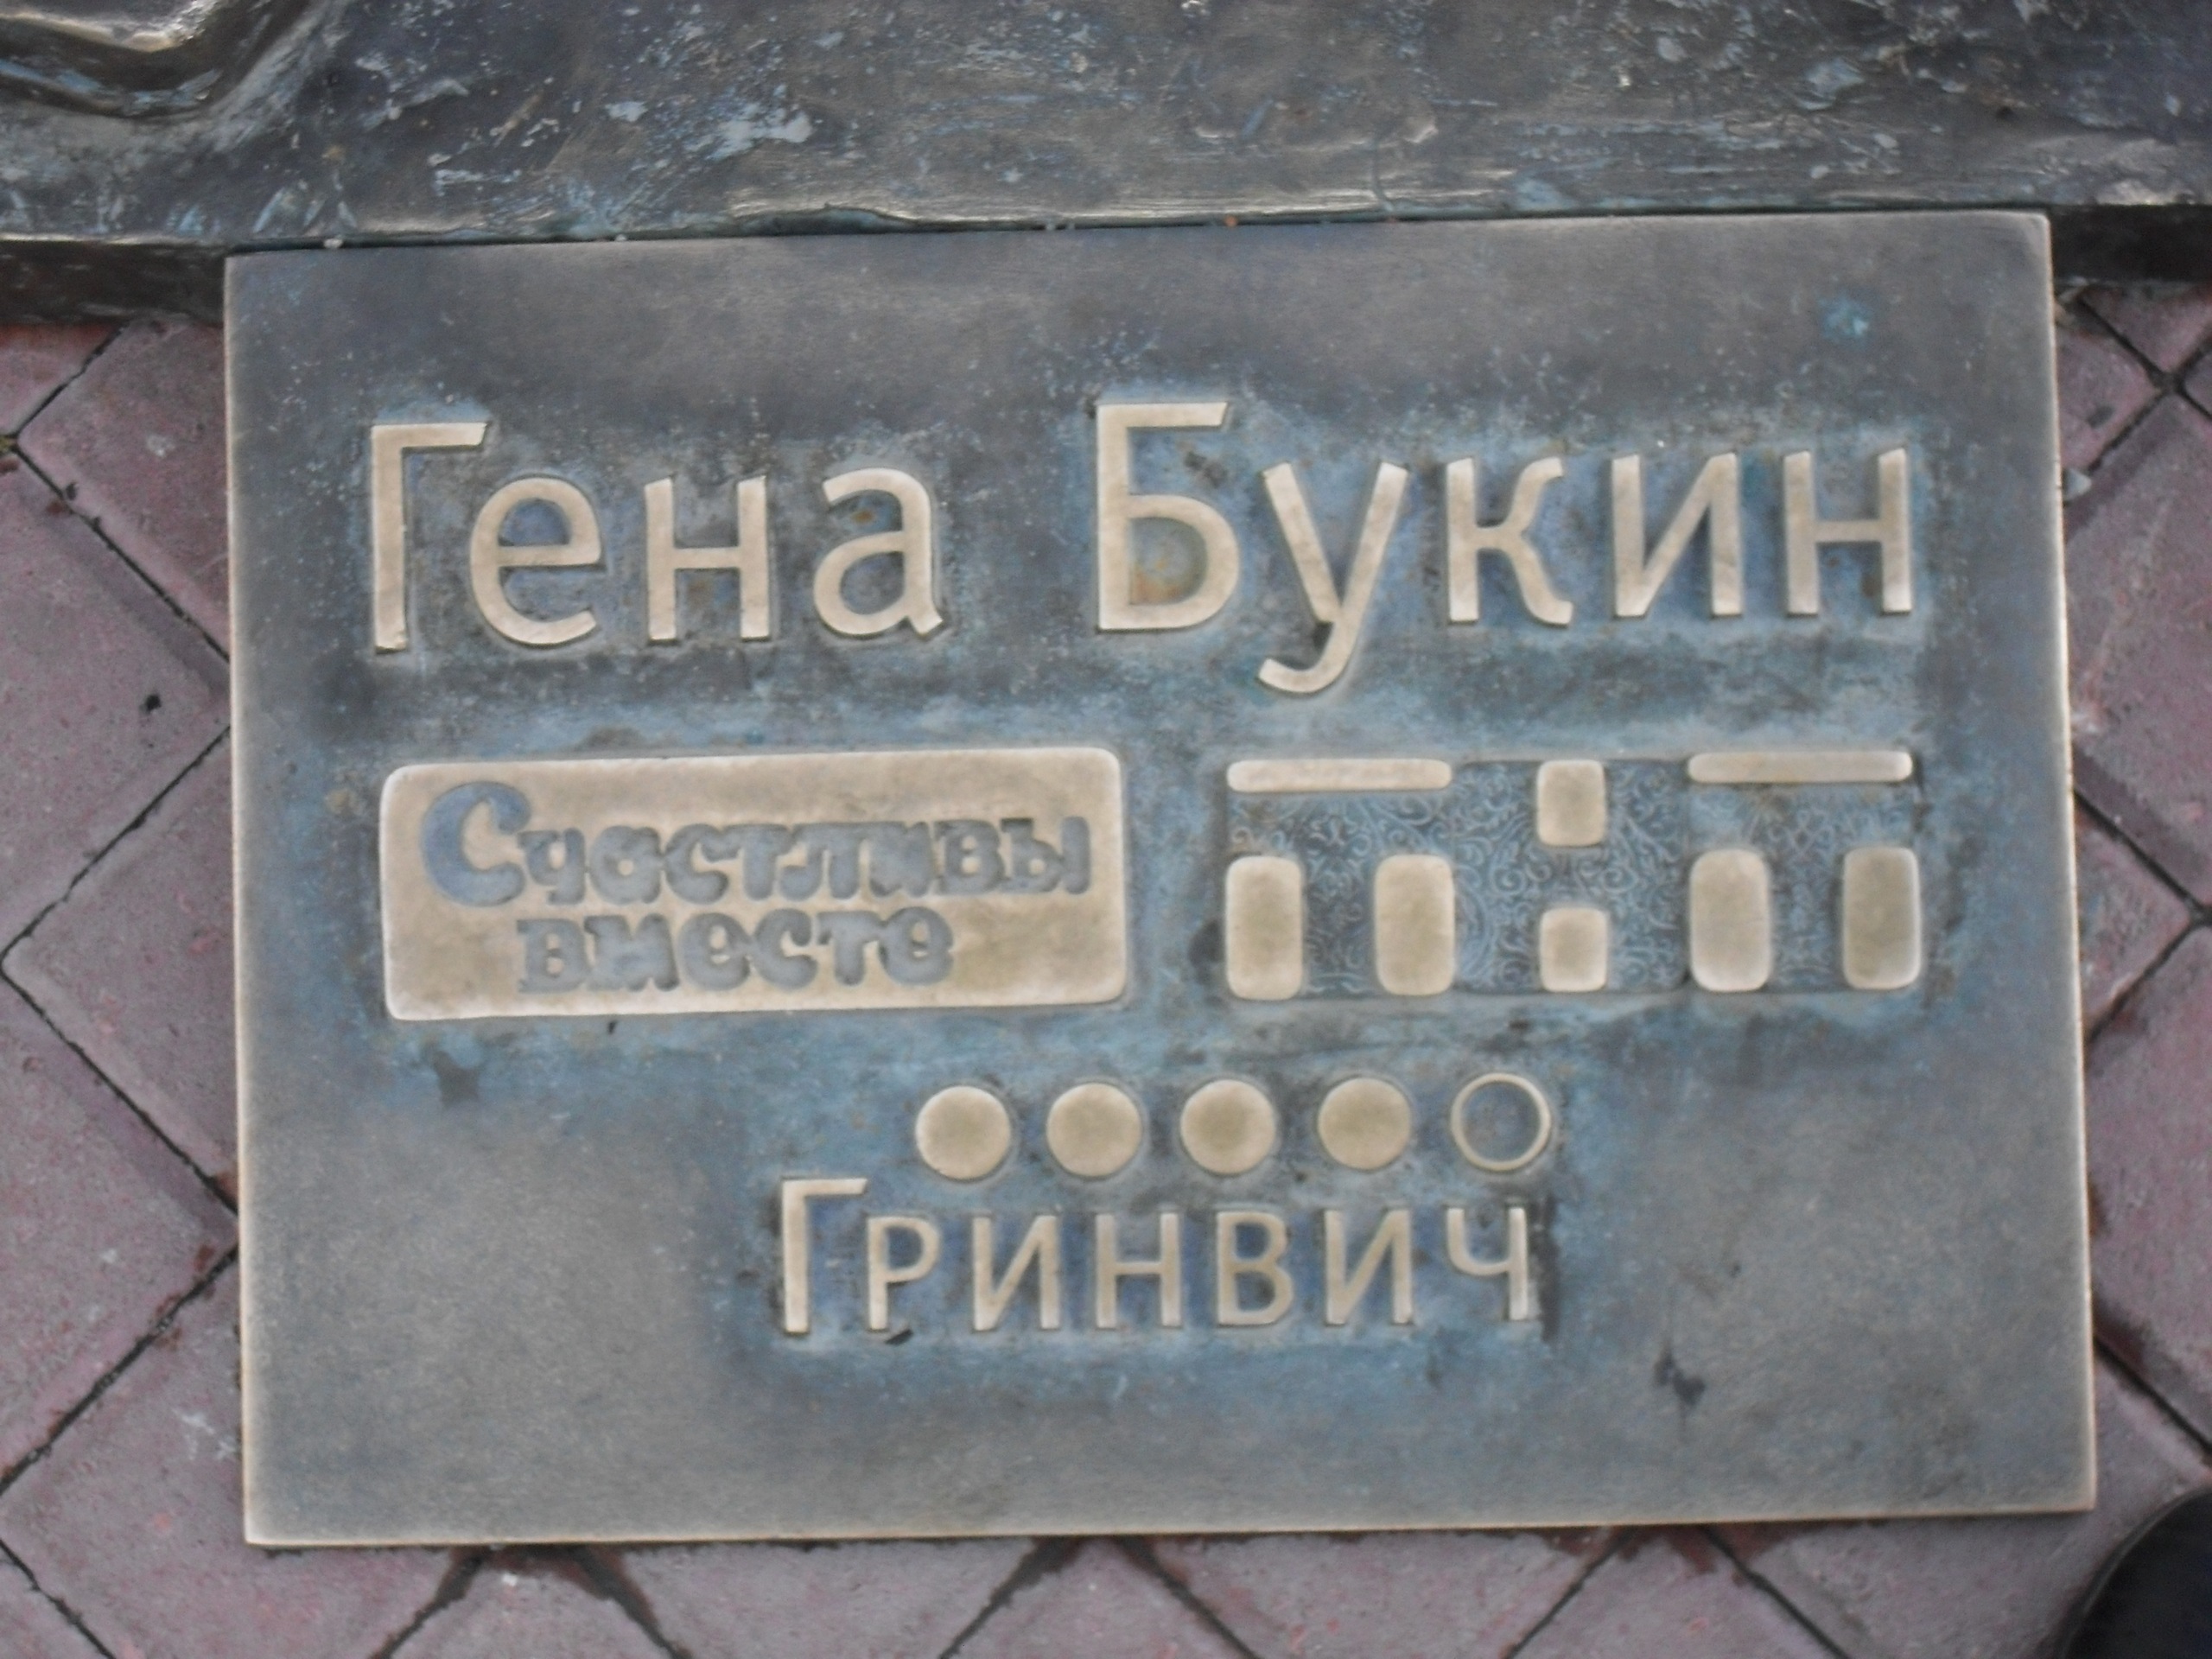 Гена Букин
Счастливы
вместе
ТНТ
Гринвич